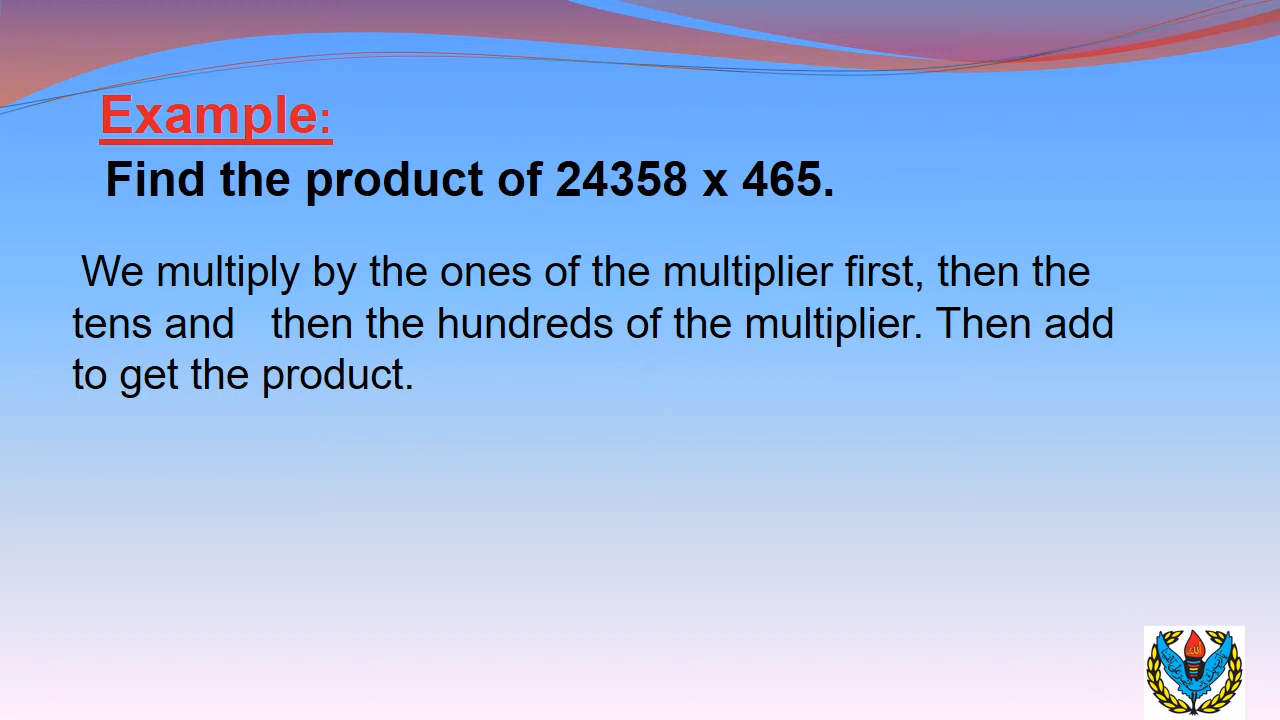 Example:
Find the product of 24358 x 465.
We multiply by the ones of the multiplier first, then the
tens and then the hundreds of the multiplier. Then add
to get the product.